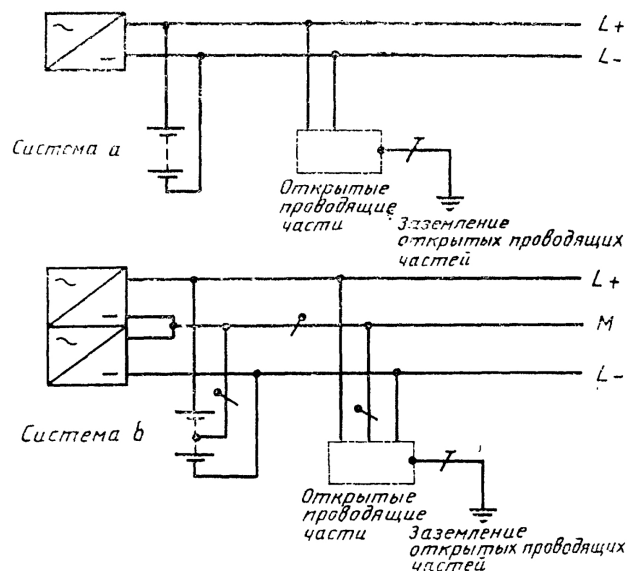 L+
L-
Система a
Открытые
проводящие
части
Заземление
открытых проводящих
частей
L+
M
L-
Система b
Открытые
проводящие
части
Заземление
открытых проводящих
частей